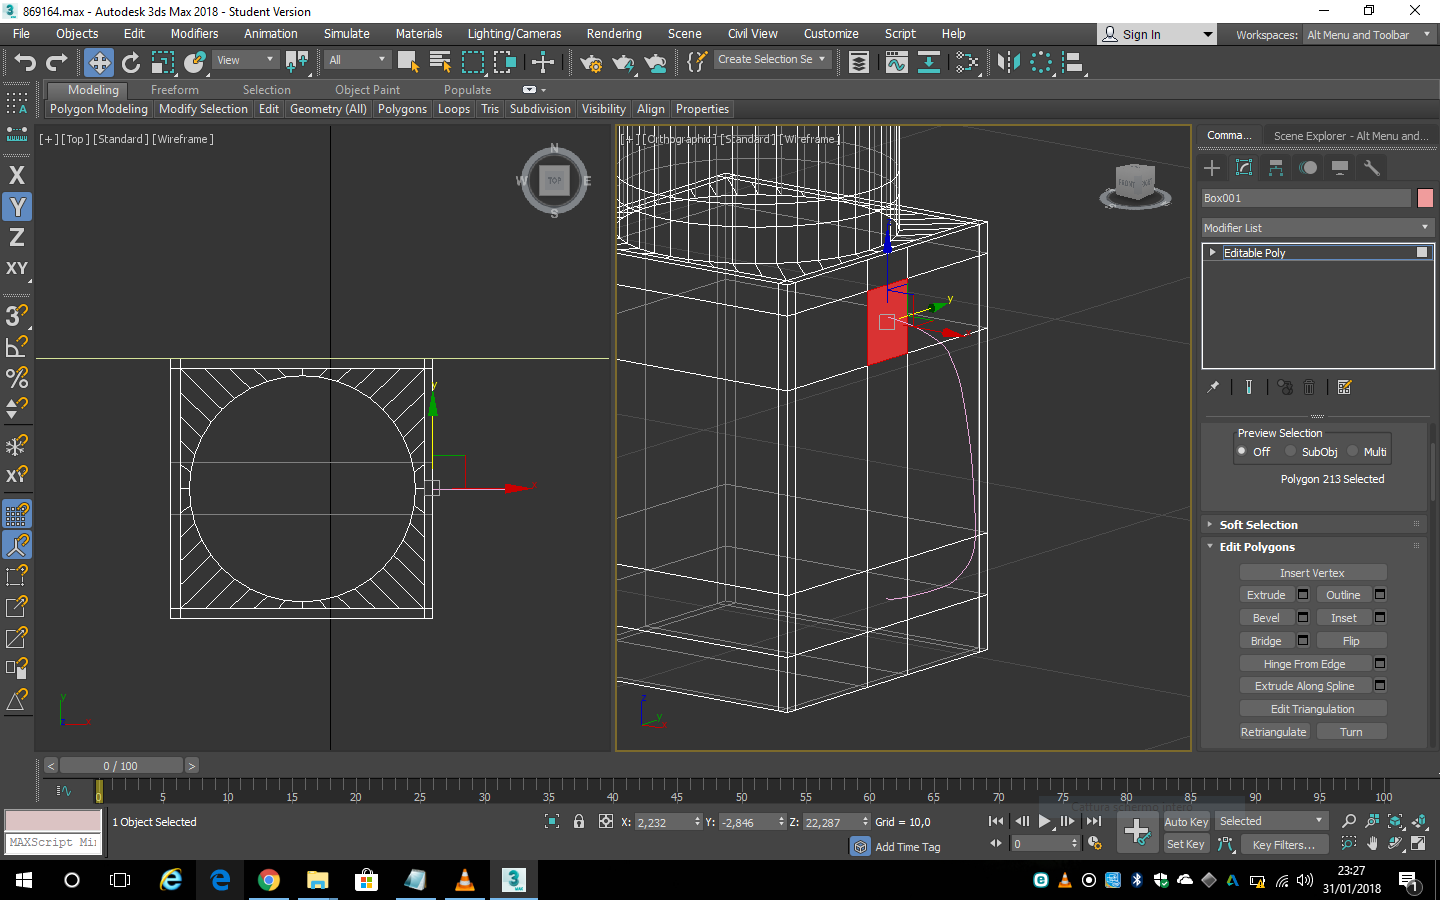 869164.max - Autodesk 3ds Max 2018 - Student Version
File Objects Edit Modifiers Animation Simulate Materials Lighting/Cameras Rendering Scene Civil View Customize Script Help Sign In Workspaces: Alt Menu and Toolbar
View All Create Selection Se
Modeling Freeform Selection Object Paint Populate
Polygon Modeling Modify Selection Edit Geometry (All) Polygons Loops Tris Subdivision Visibility Align Properties
[+] [Top] [Standard] [Wireframe]
[+] [Orthographic] [Standard] [Wireframe]
Comma... Scene Explorer - Alt Menu and...
N
W TOP E
S
X
Y
Z
XY
3
%
XY
Box001
Modifier List
Editable Poly
Preview Selection
Off SubObj Multi
Polygon 213 Selected
Soft Selection
Edit Polygons
Insert Vertex
Extrude Outline
Bevel Inset
Bridge Flip
Hinge From Edge
Extrude Along Spline
Edit Triangulation
Retriangulate Turn
y
x
y
z
y
x
y
x
z
< 0 / 100 >
0 5 10 15 20 25 30 35 40 45 50 55 60 65 70 75 80 85 90 95 100
1 Object Selected X: 2,232 Y: -2,846 Z: 22,287 Grid = 10,0 Auto Key Selected
MAXScript Mi Add Time Tag 0 Set Key Key Filters...
Cattura schermo intero
23:27
31/01/2018